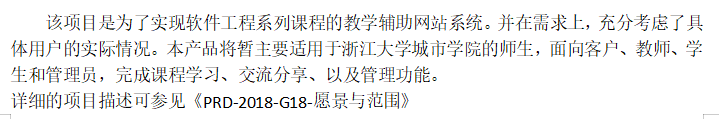 该项目是为了实现软件工程系列课程的教学辅助网站系统。并在需求上，充分考虑了具
体用户的实际情况。本产品将暂主要适用于浙江大学城市学院的师生，面向客户、教师、学
生和管理员，完成课程学习、交流分享、以及管理功能。
详细的项目描述可参见《PRD-2018-G18-愿景与范围》